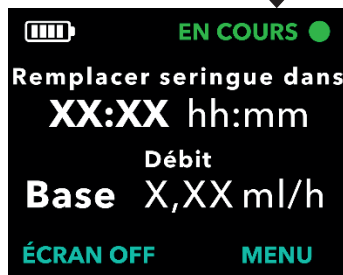 EN COURS
Remplacer seringue dans
XX:XX hh:mm
Débit
Base X,XX ml/h
ÉCRAN OFF MENU